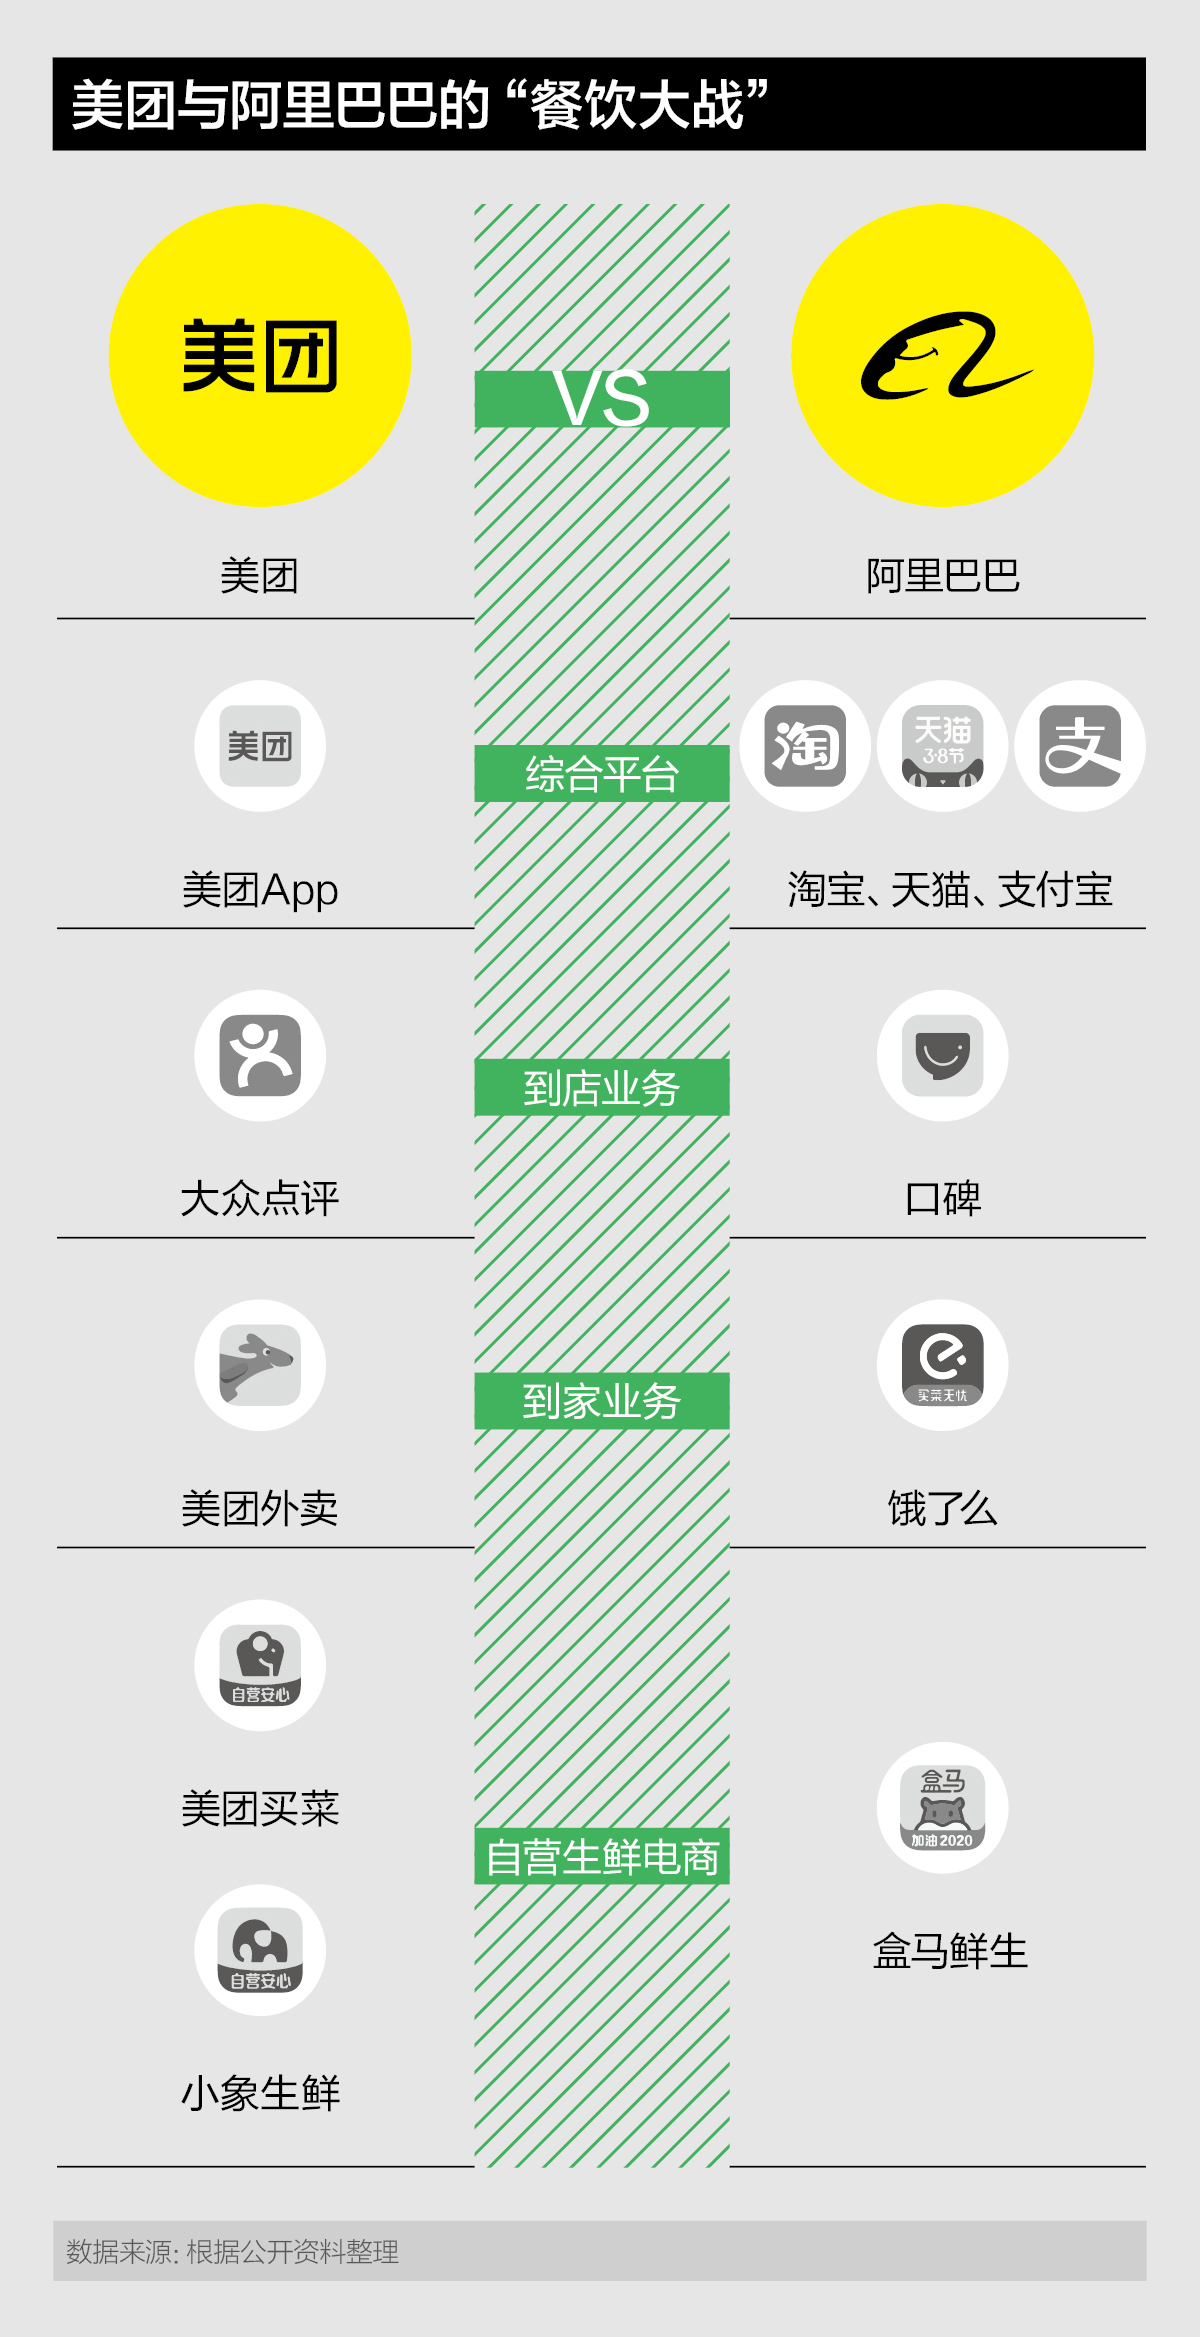 美团与阿里巴巴的“餐饮大战”
美团
VS
美团
阿里巴巴
美团
综合平台
淘
天猫
3·8节
支
美团App
淘宝、天猫、支付宝
到店业务
大众点评
口碑
到家业务
买菜无忧
美团外卖
饿了么
自营安心
美团买菜
盒马
加油2020
自营生鲜电商
自营安心
盒马鲜生
小象生鲜
数据来源：根据公开资料整理